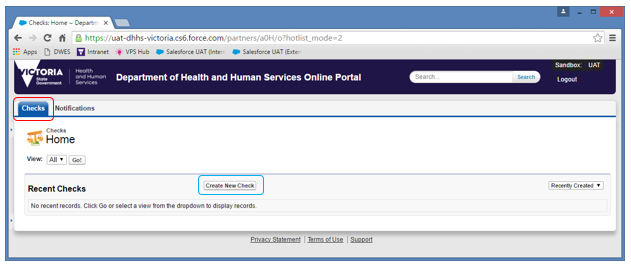 Checks: Home ~ Departm
https://uat-dhhs-victoria.cs6.force.com/partners/a0H/o?hotlist_mode=2
Apps DWES Intranet VPS Hub Salesforce UAT (Intern Salesforce UAT (Exter
Sandbox: UAT
VICTORIA
State
Government
Health
and Human
Services
Department of Health and Human Services Online Portal
Search...
Search
Logout
Checks Notifications
Checks
Home
View: All Go!
Recent Checks Create New Check Recently Created
No recent records. Click Go or select a view from the dropdown to display records.
Privacy Statement | Terms of Use | Support